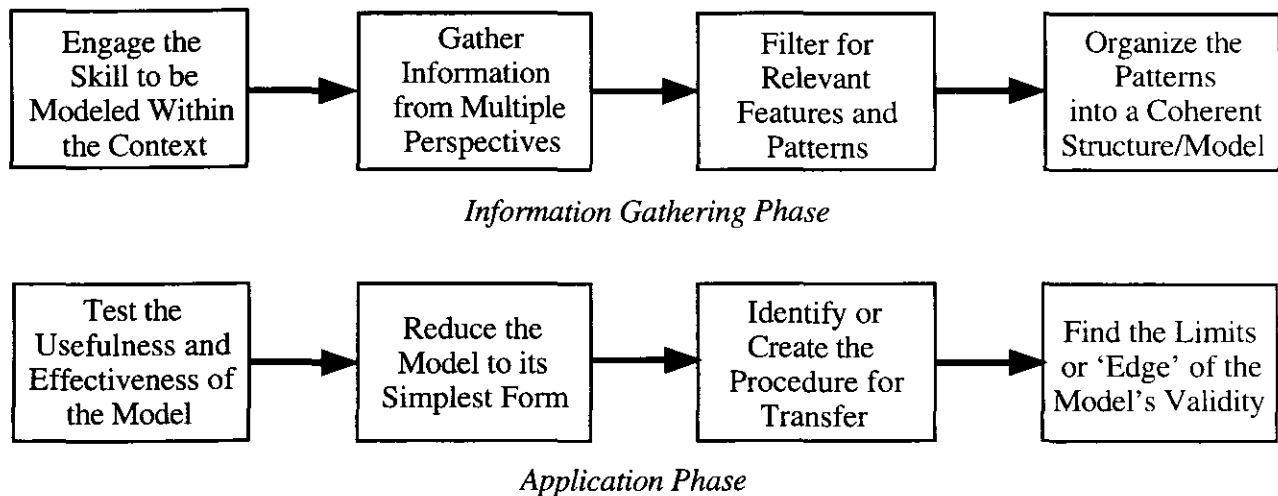 Engage the
Skill to be
Modeled Within
the Context
Gather
Information
from Multiple
Perspectives
Filter for
Relevant
Features and
Patterns
Organize the
Patterns
into a Coherent
Structure/Model
Information Gathering Phase
Test the
Usefulness and
Effectiveness of
the Model
Reduce the
Model to its
Simplest Form
Identify or
Create the
Procedure for
Transfer
Find the Limits
or ‘Edge’ of the
Model's Validity
Application Phase